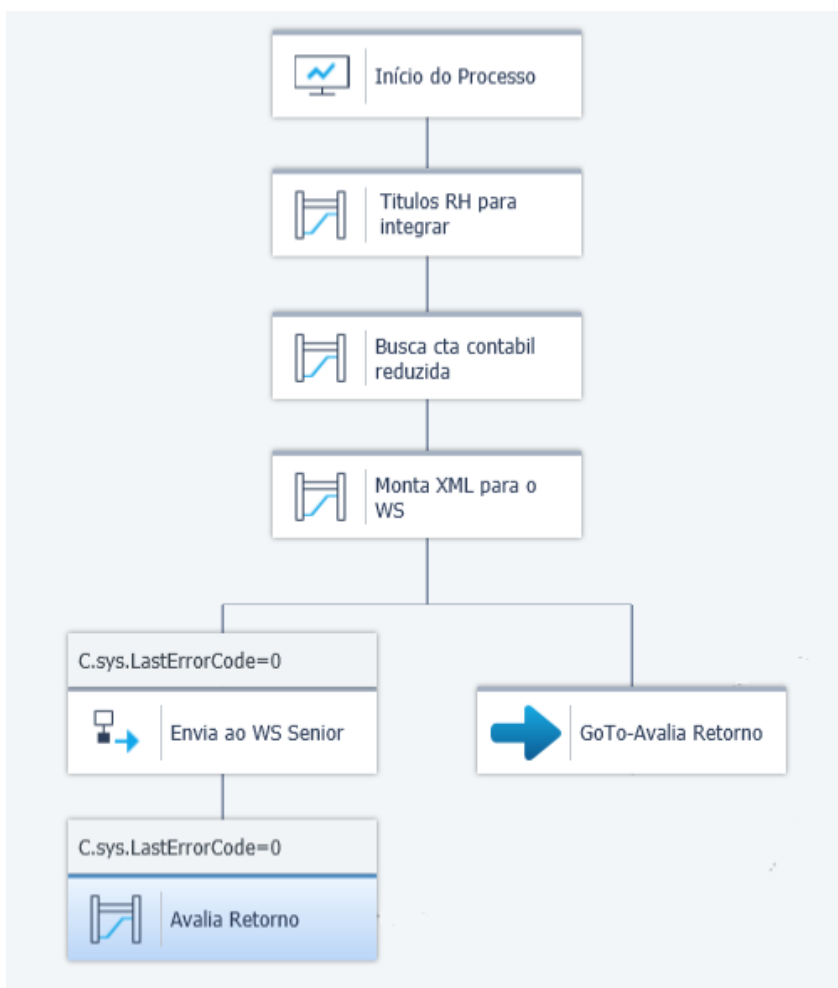 Início do Processo
Titulos RH para
integrar
Busca cta contabil
reduzida
Monta XML para o
WS
C.sys.LastErrorCode=0
Envia ao WS Senior
GoTo-Avalia Retorno
C.sys.LastErrorCode=0
Avalia Retorno